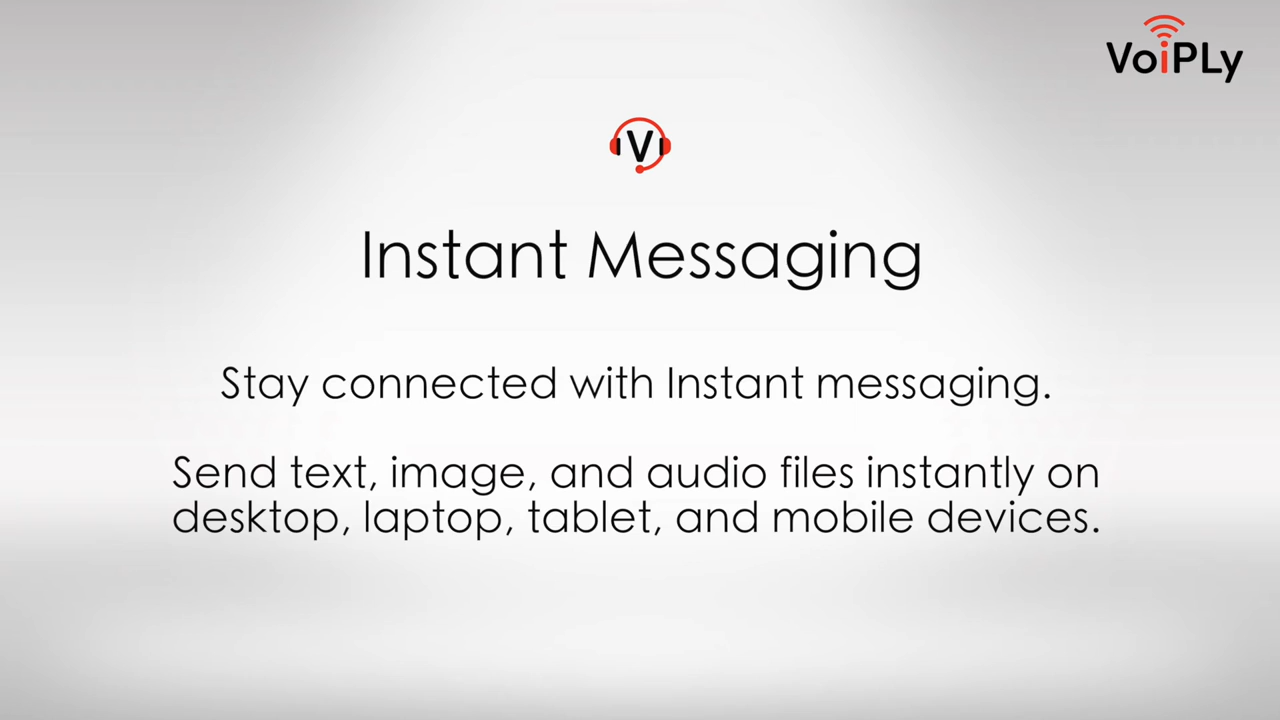 VoiPLy
V
Instant Messaging
Stay connected with Instant messaging.
Send text, image, and audio files instantly on
desktop, laptop, tablet, and mobile devices.